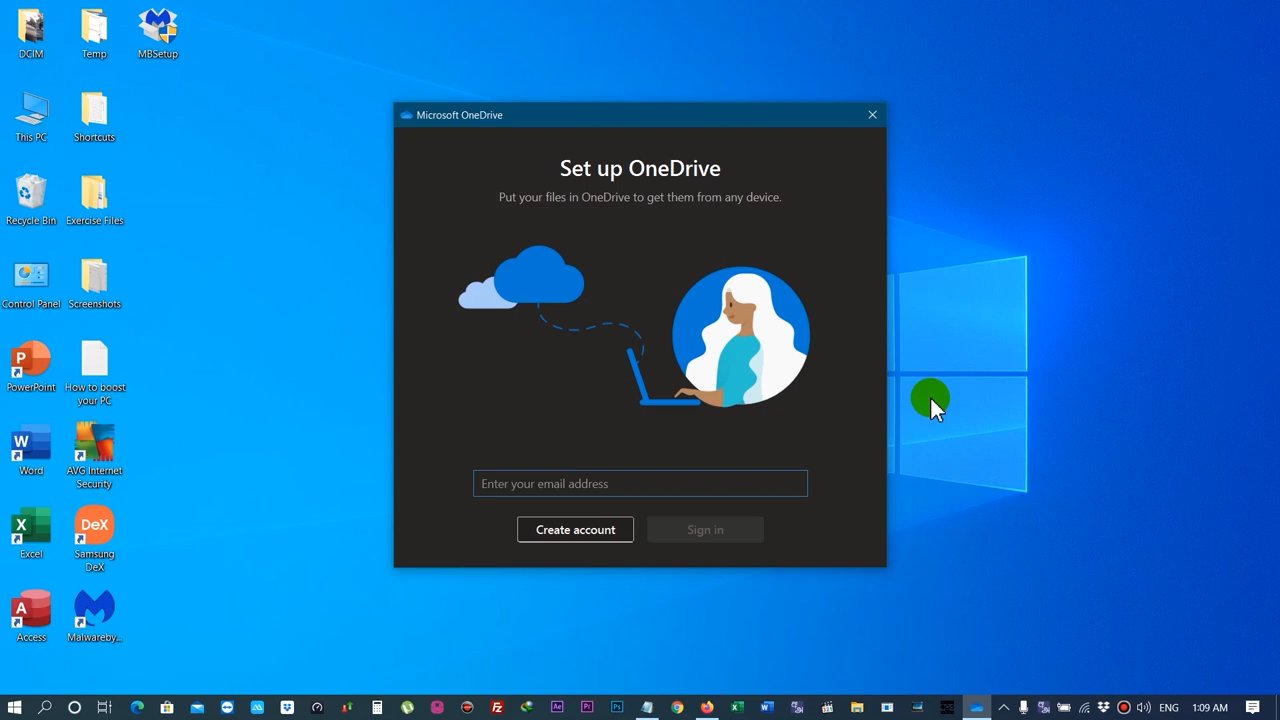 DCIM
Temp
MBSetup
This PC
Shortcuts
Recycle Bin
Exercise Files
Control Panel
Screenshots
PowerPoint
How to boost
your PC
Word
AVG Internet
Security
Excel
DeX
Samsung
DeX
Access
Malwareby...
Microsoft OneDrive
Set up OneDrive
Put your files in OneDrive to get them from any device.
Enter your email address
Create account
Sign in
ENG
1:09 AM